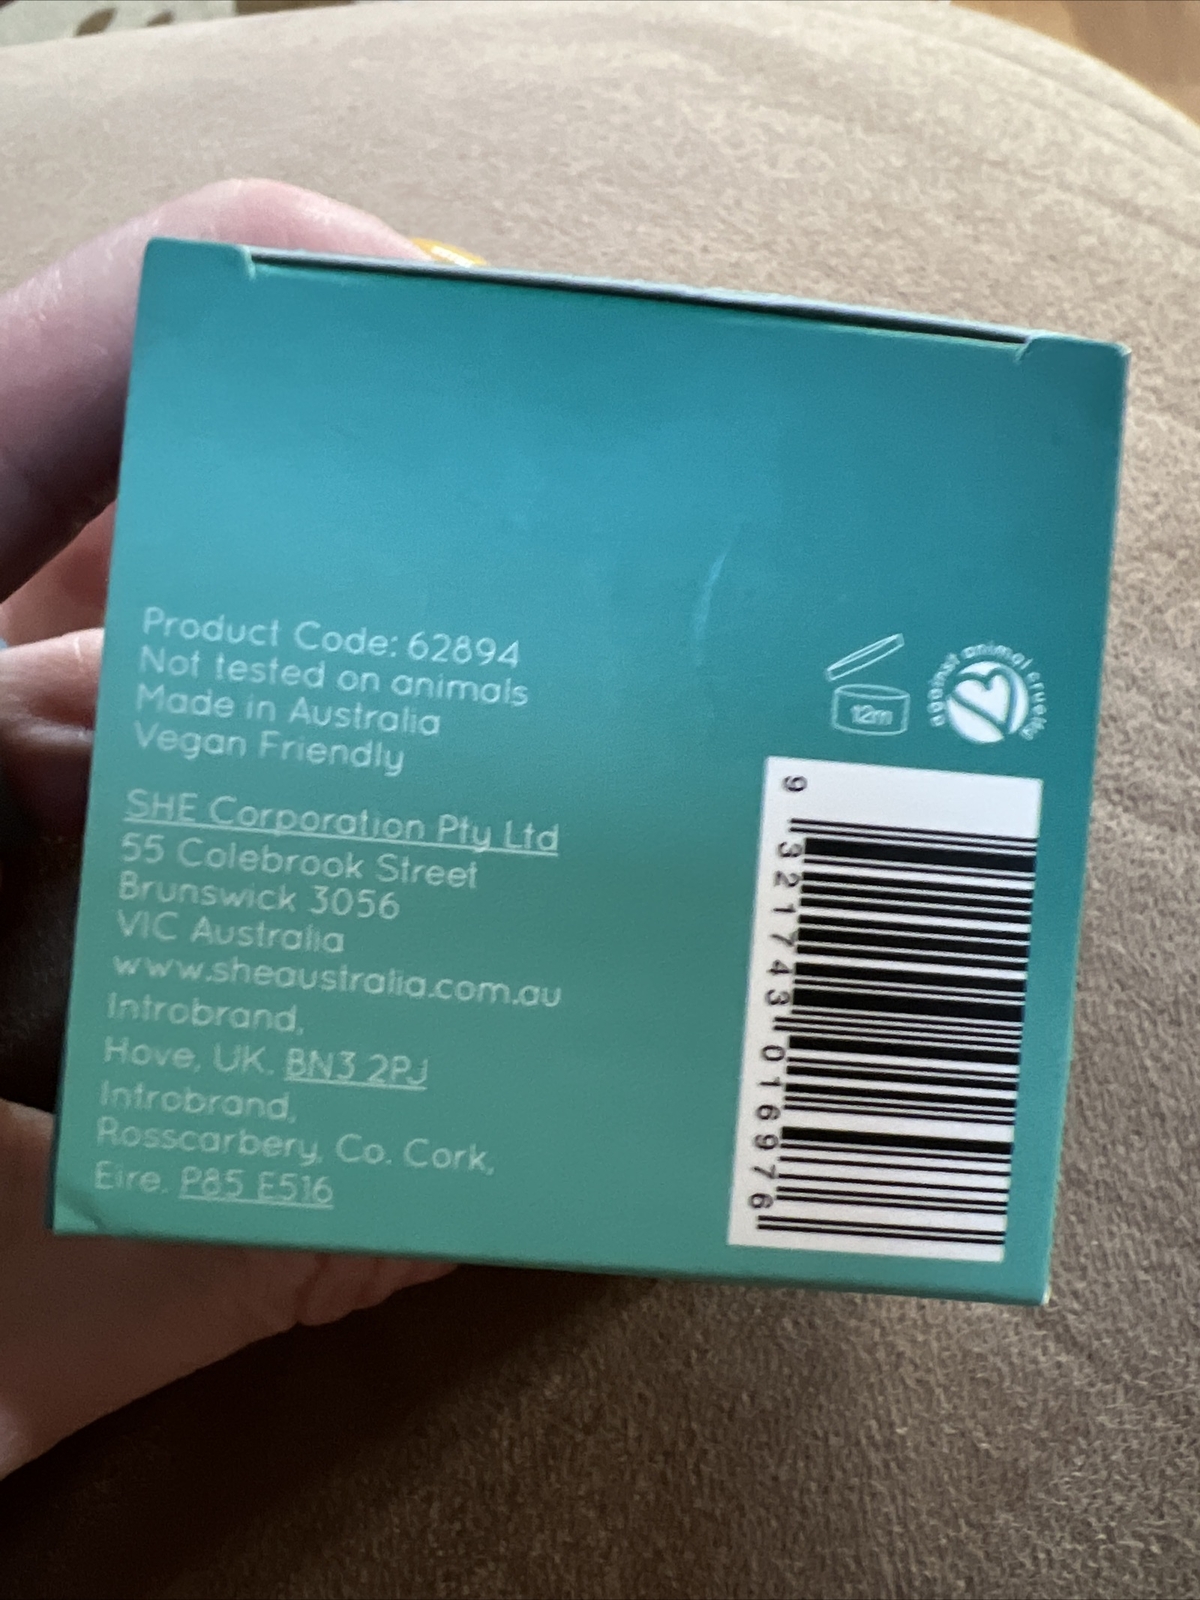 Product Code: 62894
Not tested on animals
Made in Australia
Vegan Friendly
SHE Corporation Pty Ltd
55 Colebrook Street
Brunswick 3056
VIC Australia
www.sheaustralia.com.au
Introbrand,
Hove, UK. BN3 2PJ
Introbrand,
Rosscarbery, Co. Cork,
Eire. P85 E516
12m
against animal cruelty
9 321743 016976